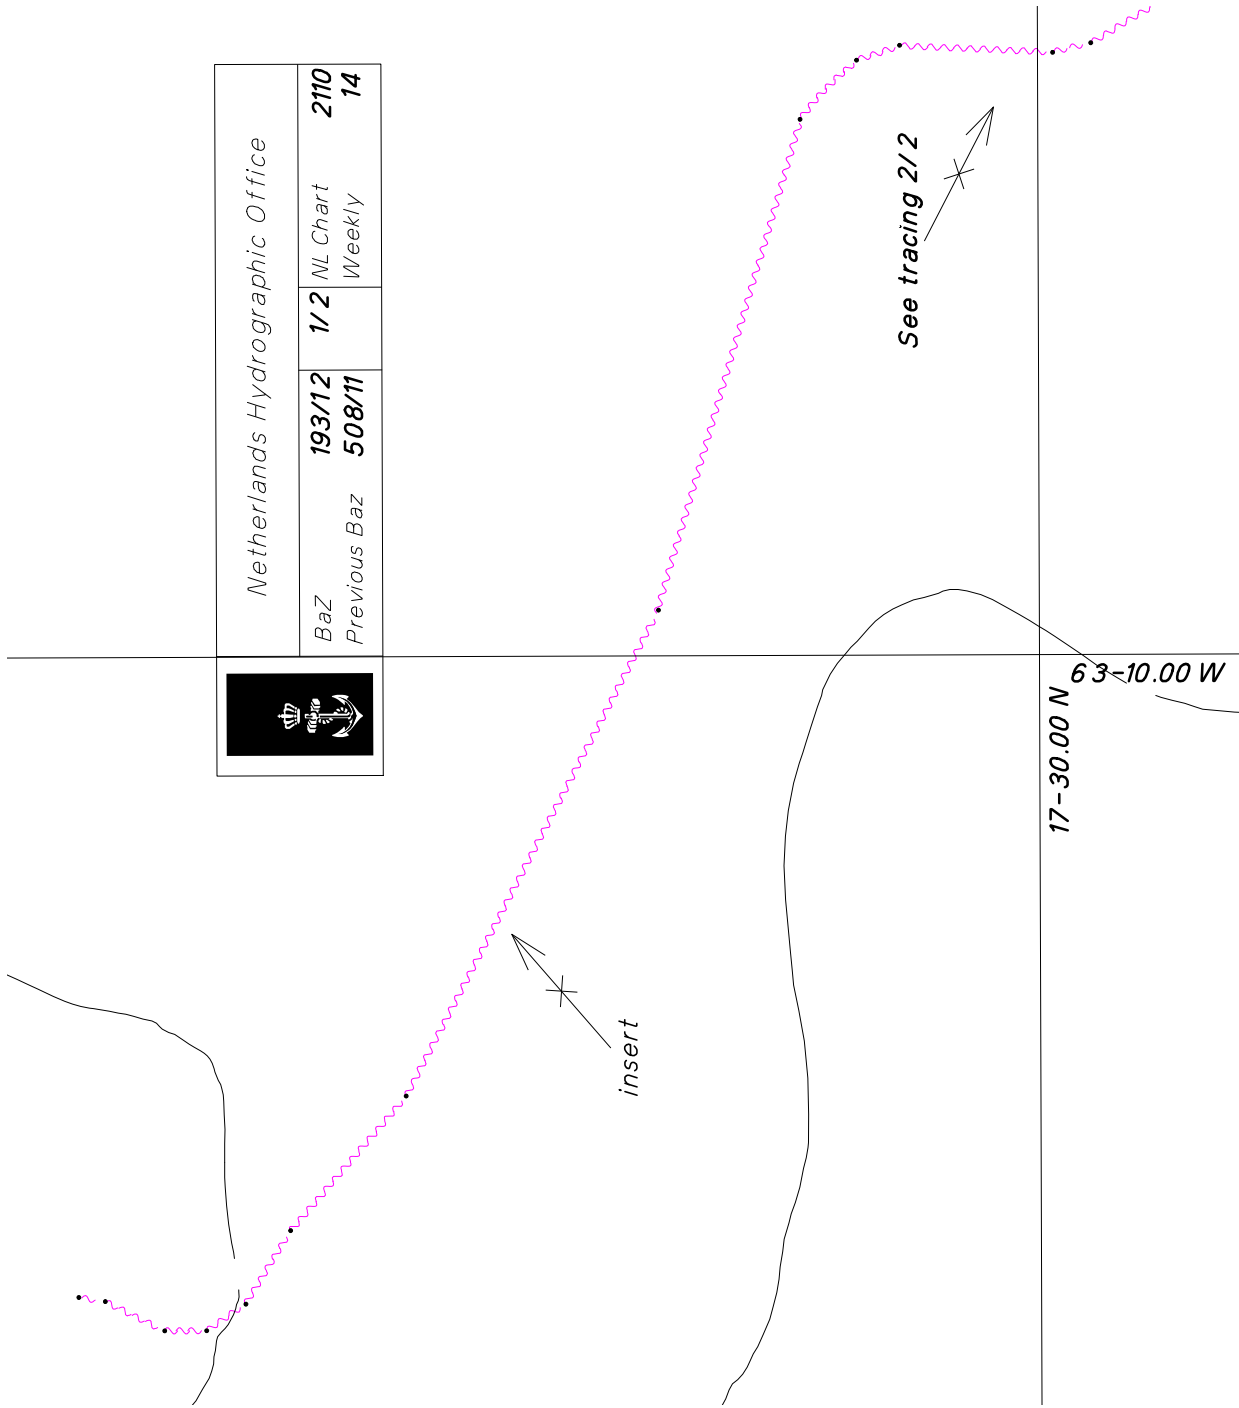 Netherlands Hydrographic Office
BaZ 193/12 1/2 NL Chart 2110
Previous Baz 508/11 Weekly 14
See tracing 2/2
insert
63-10.00 W
17-30.00 N